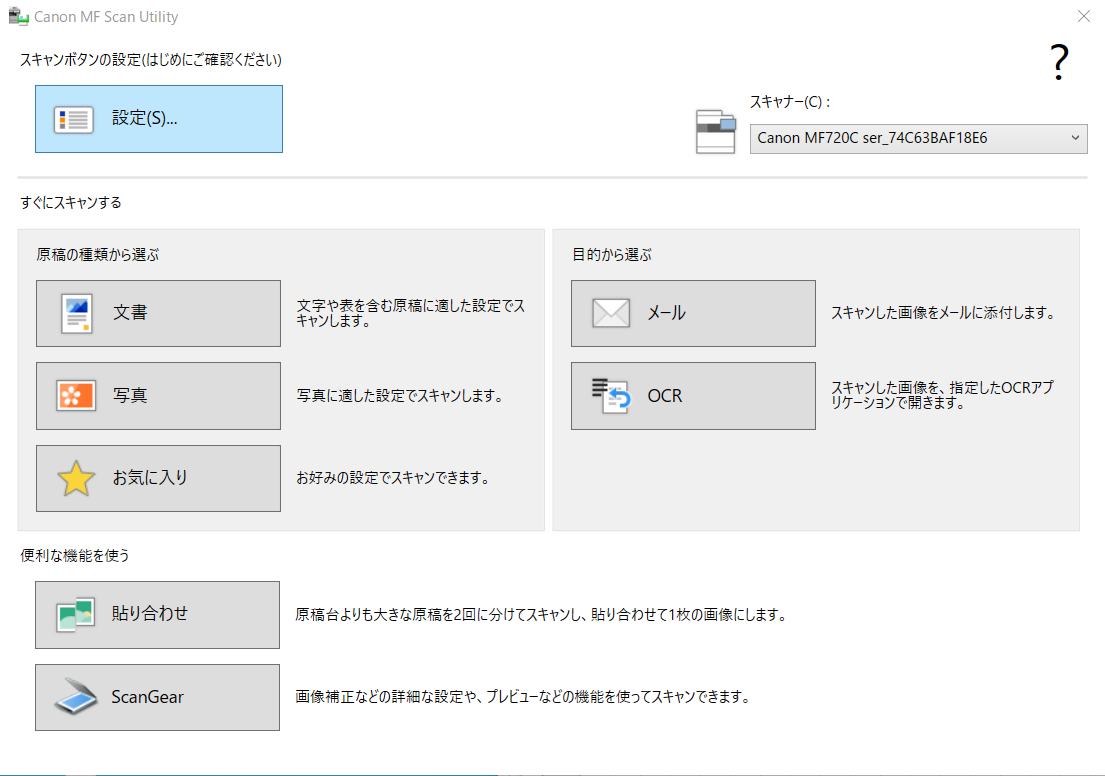 Canon MF Scan Utility
スキャンボタンの設定(はじめにご確認ください)
?
設定(S)...
スキャナー(C) :
Canon MF720C ser_74C63BAF18E6
すぐにスキャンする
原稿の種類から選ぶ
文書
文字や表を含む原稿に適した設定でス
キャンします。
写真
写真に適した設定でスキャンします。
お気に入り
お好みの設定でスキャンできます。
目的から選ぶ
メール
スキャンした画像をメールに添付します。
OCR
スキャンした画像を、指定したOCRアプ
リケーションで開きます。
便利な機能を使う
貼り合わせ
原稿台よりも大きな原稿を2回に分けてスキャンし、貼り合わせて1枚の画像にします。
ScanGear
画像補正などの詳細な設定や、プレビューなどの機能を使ってスキャンできます。